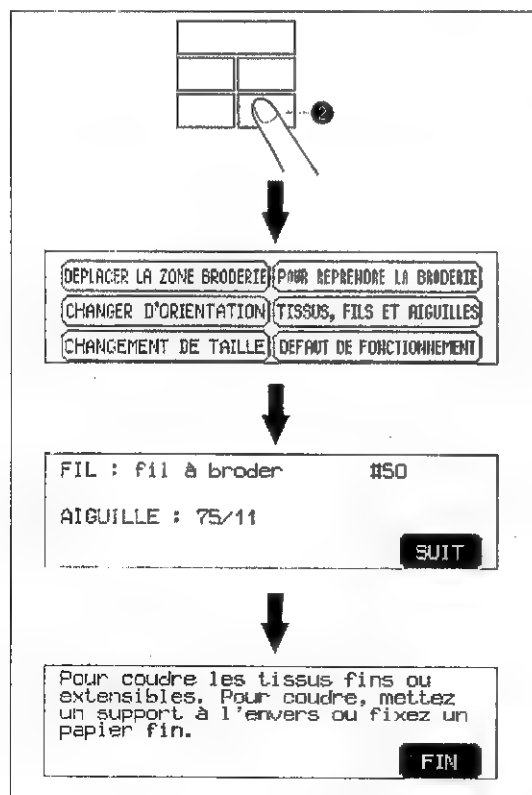 2
DEPLACER LA ZONE BRODERIE POUR REPRENDRE LA BRODERIE
CHANGER D'ORIENTATION TISSUS, FILS ET AIGUILLES
CHANGEMENT DE TAILLE DEFAUT DE FONCTIONNEMENT
FIL : fil à broder #50
AIGUILLE : 75/11
SUIT
Pour coudre les tissus fins ou
extensibles. Pour coudre, mettez
un support à l'envers ou fixez un
papier fin.
FIN